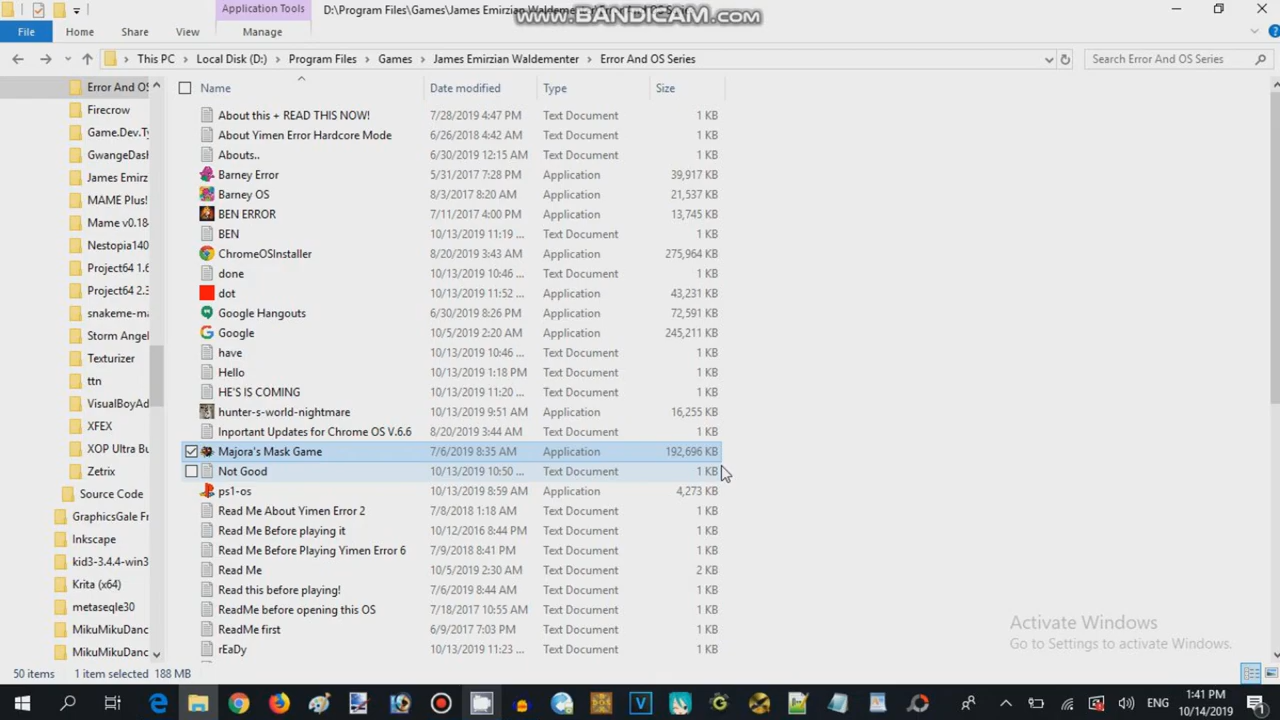 Application Tools D:\Program Files\Games\James Emirzian Waldementer
www.BANDICAM.com
File Home Share View Manage
This PC > Local Disk (D:) > Program Files > Games > James Emirzian Waldementer > Error And OS Series
Search Error And OS Series
Error And OS
Firecrow
Game.Dev.Ty
GwangeDash
James Emirz
MAME Plus!
Mame v0.18
Nestopia140
Project64 1.6
Project64 2.3
snakeme-ma
Storm Angel
Texturizer
ttn
VisualBoyAd
XFEX
XOP Ultra Bu
Zetrix
Source Code
GraphicsGale Fr
Inkscape
kid3-3.4.4-win3
Krita (x64)
metaseqle30
MikuMikuDanc
MikuMikuDanc
Name Date modified Type Size
About this + READ THIS NOW! 7/28/2019 4:47 PM Text Document 1 KB
About Yimen Error Hardcore Mode 6/26/2018 4:42 AM Text Document 1 KB
Abouts.. 6/30/2019 12:15 AM Text Document 1 KB
Barney Error 5/31/2017 7:28 PM Application 39,917 KB
Barney OS 8/3/2017 8:20 AM Application 21,537 KB
BEN ERROR 7/11/2017 4:00 PM Application 13,745 KB
BEN 10/13/2019 11:19 ... Text Document 1 KB
ChromeOSInstaller 8/20/2019 3:43 AM Application 275,964 KB
done 10/13/2019 10:46 ... Text Document 1 KB
dot 10/13/2019 11:52 ... Application 43,231 KB
Google Hangouts 6/30/2019 8:26 PM Application 72,591 KB
Google 10/5/2019 2:20 AM Application 245,211 KB
have 10/13/2019 10:46 ... Text Document 1 KB
Hello 10/13/2019 1:18 PM Text Document 1 KB
HE'S IS COMING 10/13/2019 11:20 ... Text Document 1 KB
hunter-s-world-nightmare 10/13/2019 9:51 AM Application 16,255 KB
Inportant Updates for Chrome OS V.6.6 8/20/2019 3:44 AM Text Document 1 KB
Majora's Mask Game 7/6/2019 8:35 AM Application 192,696 KB
Not Good 10/13/2019 10:50 ... Text Document 1 KB
ps1-os 10/13/2019 8:59 AM Application 4,273 KB
Read Me About Yimen Error 2 7/8/2018 1:18 AM Text Document 1 KB
Read Me Before playing it 10/12/2016 8:44 PM Text Document 1 KB
Read Me Before Playing Yimen Error 6 7/9/2018 8:41 PM Text Document 1 KB
Read Me 10/5/2019 2:30 AM Text Document 2 KB
Read this before playing! 7/6/2019 8:44 AM Text Document 1 KB
ReadMe before opening this OS 7/18/2017 10:55 AM Text Document 1 KB
ReadMe first 6/9/2017 7:03 PM Text Document 1 KB
rEaDy 10/13/2019 11:23 ... Text Document 1 KB
Activate Windows
Go to Settings to activate Windows.
50 items 1 item selected 188 MB
ENG
1:41 PM
10/14/2019